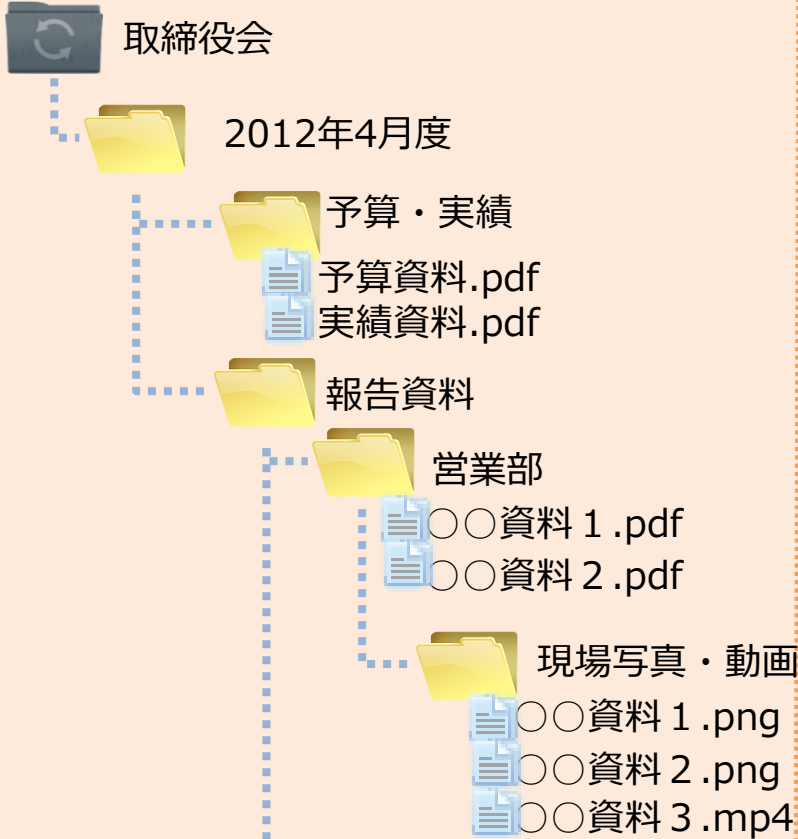 取締役会
2012年4月度
予算・実績
予算資料.pdf
実績資料.pdf
報告資料
営業部
○○資料１.pdf
○○資料２.pdf
現場写真・動画
○○資料１.png
○○資料２.png
○○資料３.mp4